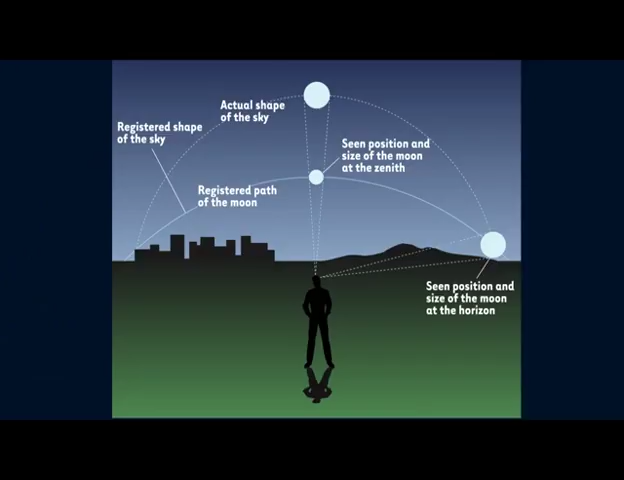 Actual shape
of the sky
Registered shape
of the sky
Seen position and
size of the moon
at the zenith
Registered path
of the moon
Seen position and
size of the moon
at the horizon